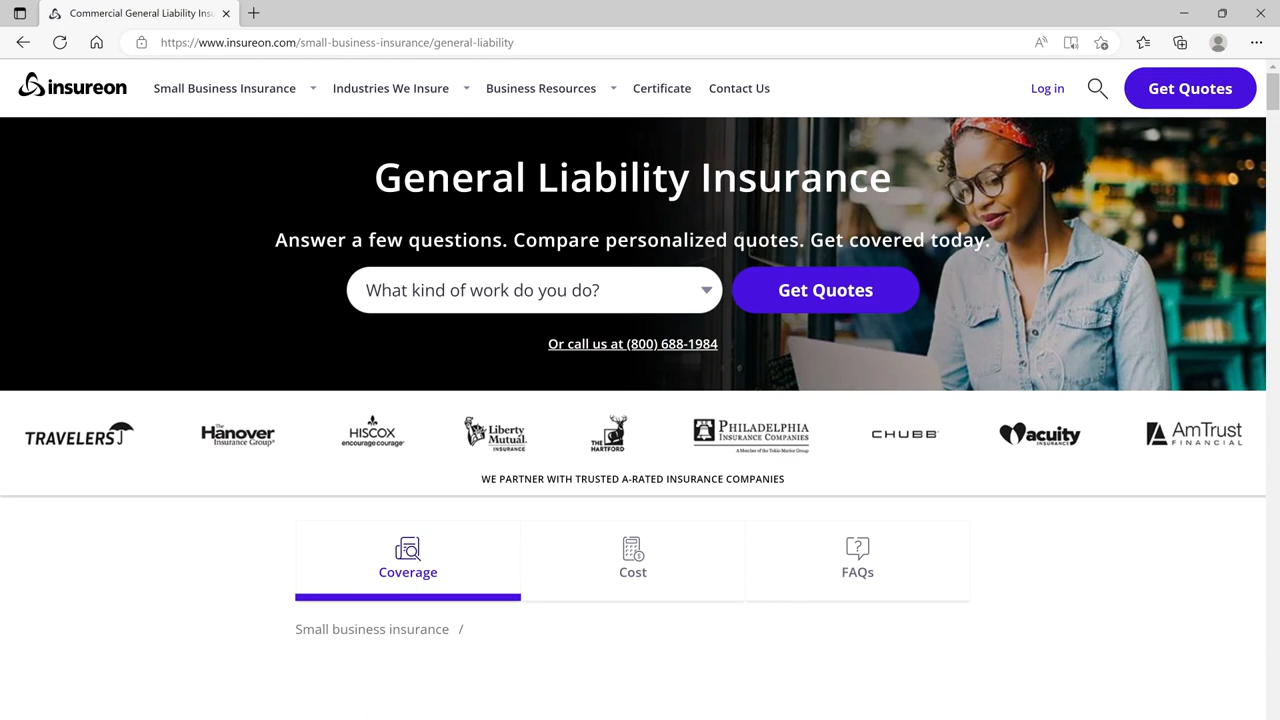 Commercial General Liability Insu
https://www.insureon.com/small-business-insurance/general-liability
insureon
Small Business Insurance
Industries We Insure
Business Resources
Certificate
Contact Us
Log in
Get Quotes
General Liability Insurance
Answer a few questions. Compare personalized quotes. Get covered today.
What kind of work do you do?
Get Quotes
Or call us at (800) 688-1984
TRAVELERS
The
Hanover
Insurance Group®
HISCOX
encourage courage®
Liberty
Mutual.
INSURANCE
THE
HARTFORD
PHILADELPHIA
INSURANCE COMPANIES
A Member of the Tokio Marine Group
CHUBB®
acuity
INSURANCE
AmTrust
FINANCIAL
WE PARTNER WITH TRUSTED A-RATED INSURANCE COMPANIES
Coverage
Cost
FAQs
Small business insurance /